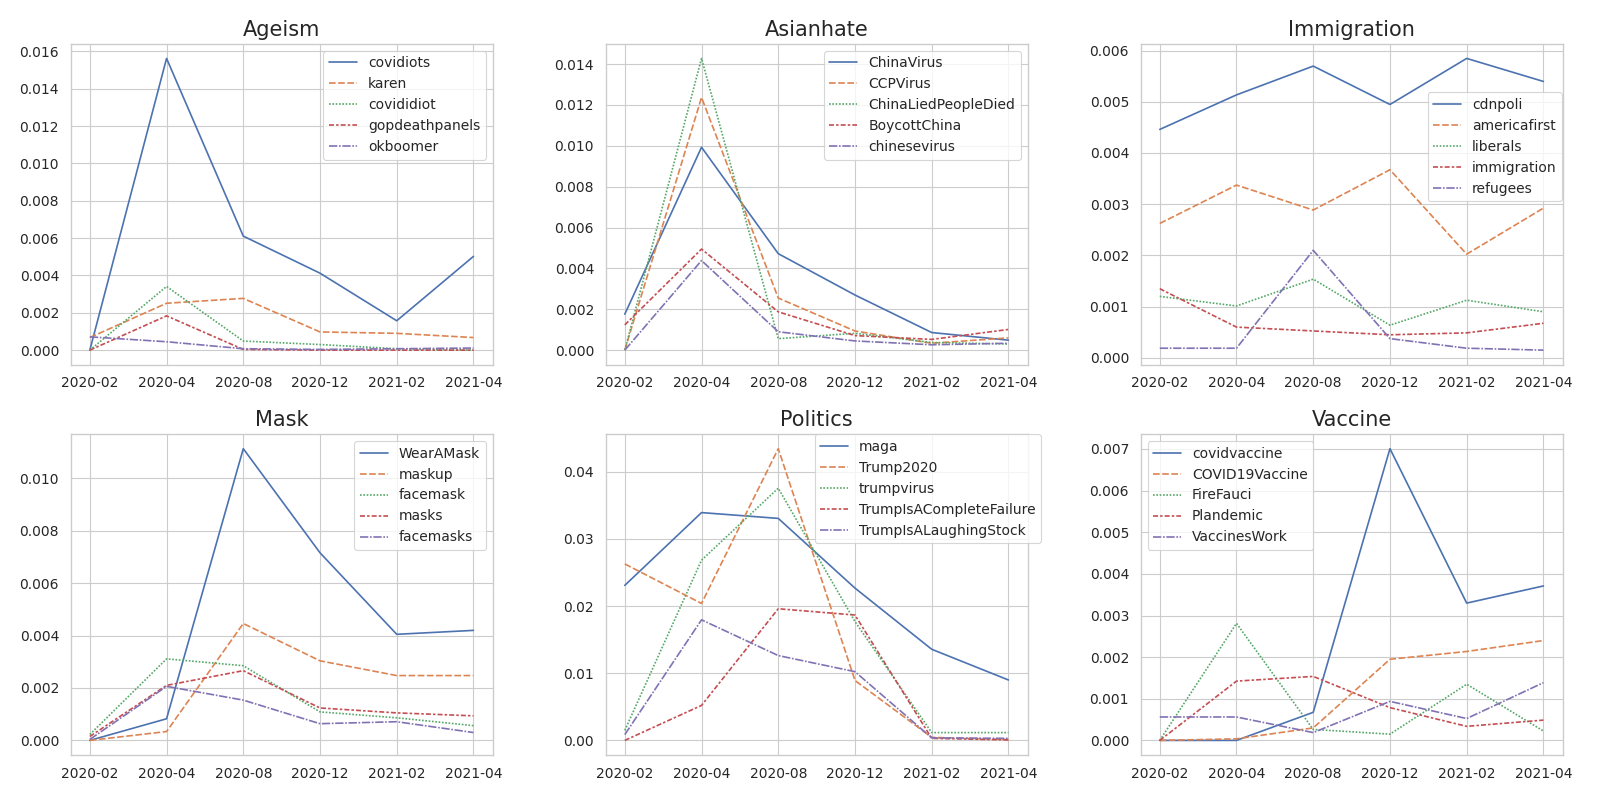 Ageism
0.016
0.014
0.012
0.010
0.008
0.006
0.004
0.002
0.000
covidiots
karen
covididiot
gopdeathpanels
okboomer
2020-02 2020-04 2020-08 2020-12 2021-02 2021-04
Asianhate
0.014
0.012
0.010
0.008
0.006
0.004
0.002
0.000
ChinaVirus
CCPVirus
ChinaLiedPeopleDied
BoycottChina
chinesevirus
2020-02 2020-04 2020-08 2020-12 2021-02 2021-04
Immigration
0.006
0.005
0.004
0.003
0.002
0.001
0.000
cdnpoli
americafirst
liberals
immigration
refugees
2020-02 2020-04 2020-08 2020-12 2021-02 2021-04
Mask
0.010
0.008
0.006
0.004
0.002
0.000
WearAMask
maskup
facemask
masks
facemasks
2020-02 2020-04 2020-08 2020-12 2021-02 2021-04
Politics
0.04
0.03
0.02
0.01
0.00
maga
Trump2020
trumpvirus
TrumpIsACompleteFailure
TrumpIsALaughingStock
2020-02 2020-04 2020-08 2020-12 2021-02 2021-04
Vaccine
0.007
0.006
0.005
0.004
0.003
0.002
0.001
0.000
covidvaccine
COVID19Vaccine
FireFauci
Plandemic
VaccinesWork
2020-02 2020-04 2020-08 2020-12 2021-02 2021-04